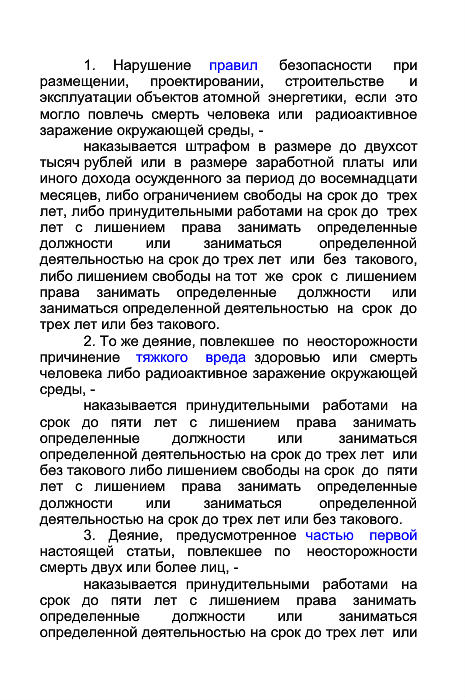 1. Нарушение правил безопасности при
размещении, проектировании, строительстве и
эксплуатации объектов атомной энергетики, если это
могло повлечь смерть человека или радиоактивное
заражение окружающей среды, -
наказывается штрафом в размере до двухсот
тысяч рублей или в размере заработной платы или
иного дохода осужденного за период до восемнадцати
месяцев, либо ограничением свободы на срок до трех
лет, либо принудительными работами на срок до трех
лет с лишением права занимать определенные
должности или заниматься определенной
деятельностью на срок до трех лет или без такового,
либо лишением свободы на тот же срок с лишением
права занимать определенные должности или
заниматься определенной деятельностью на срок до
трех лет или без такового.
2. То же деяние, повлекшее по неосторожности
причинение тяжкого вреда здоровью или смерть
человека либо радиоактивное заражение окружающей
среды, -
наказывается принудительными работами на
срок до пяти лет с лишением права занимать
определенные должности или заниматься
определенной деятельностью на срок до трех лет или
без такового либо лишением свободы на срок до пяти
лет с лишением права занимать определенные
должности или заниматься определенной
деятельностью на срок до трех лет или без такового.
3. Деяние, предусмотренное частью первой
настоящей статьи, повлекшее по неосторожности
смерть двух или более лиц, -
наказывается принудительными работами на
срок до пяти лет с лишением права занимать
определенные должности или заниматься
определенной деятельностью на срок до трех лет или